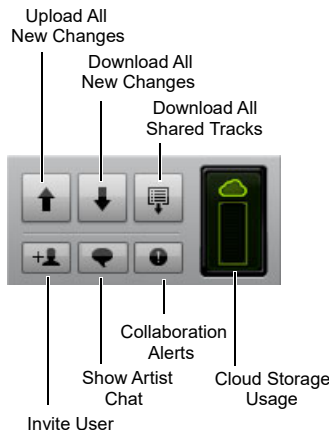 Upload All
New Changes
Download All
New Changes
Download All
Shared Tracks
Collaboration
Alerts
Show Artist
Chat
Cloud Storage
Usage
Invite User